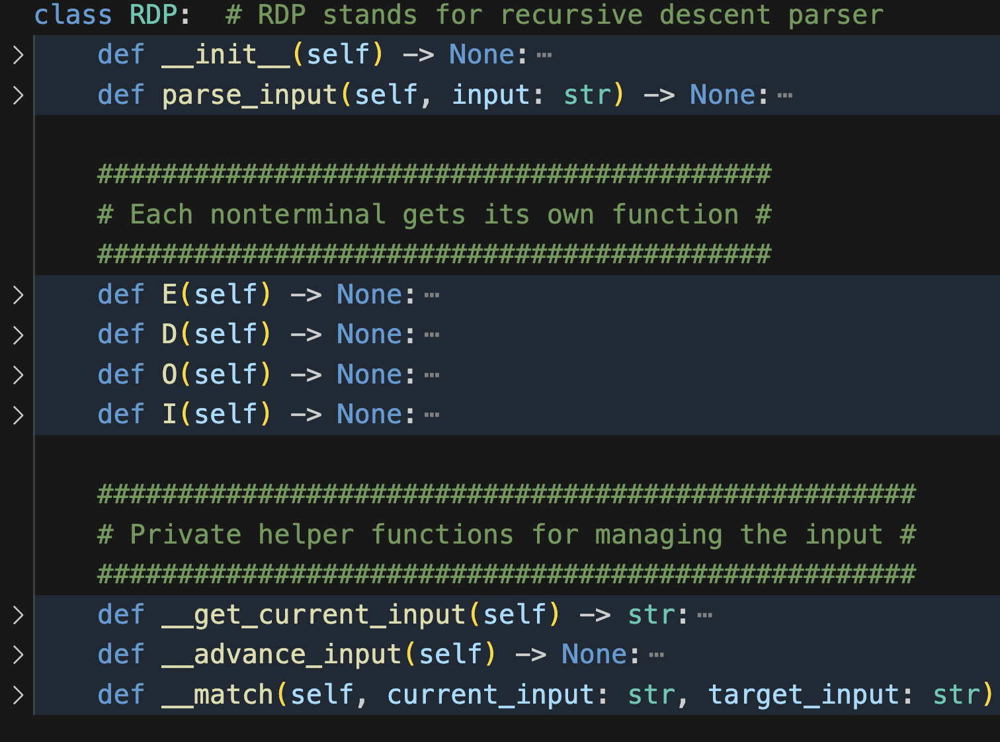 class RDP:  # RDP stands for recursive descent parser
    def __init__(self) -> None:⋯
    def parse_input(self, input: str) -> None:⋯
    ##########################################
    # Each nonterminal gets its own function #
    ##########################################
    def E(self) -> None:⋯
    def D(self) -> None:⋯
    def O(self) -> None:⋯
    def I(self) -> None:⋯
    ###################################################
    # Private helper functions for managing the input #
    ###################################################
    def __get_current_input(self) -> str:⋯
    def __advance_input(self) -> None:⋯
    def __match(self, current_input: str, target_input: str)